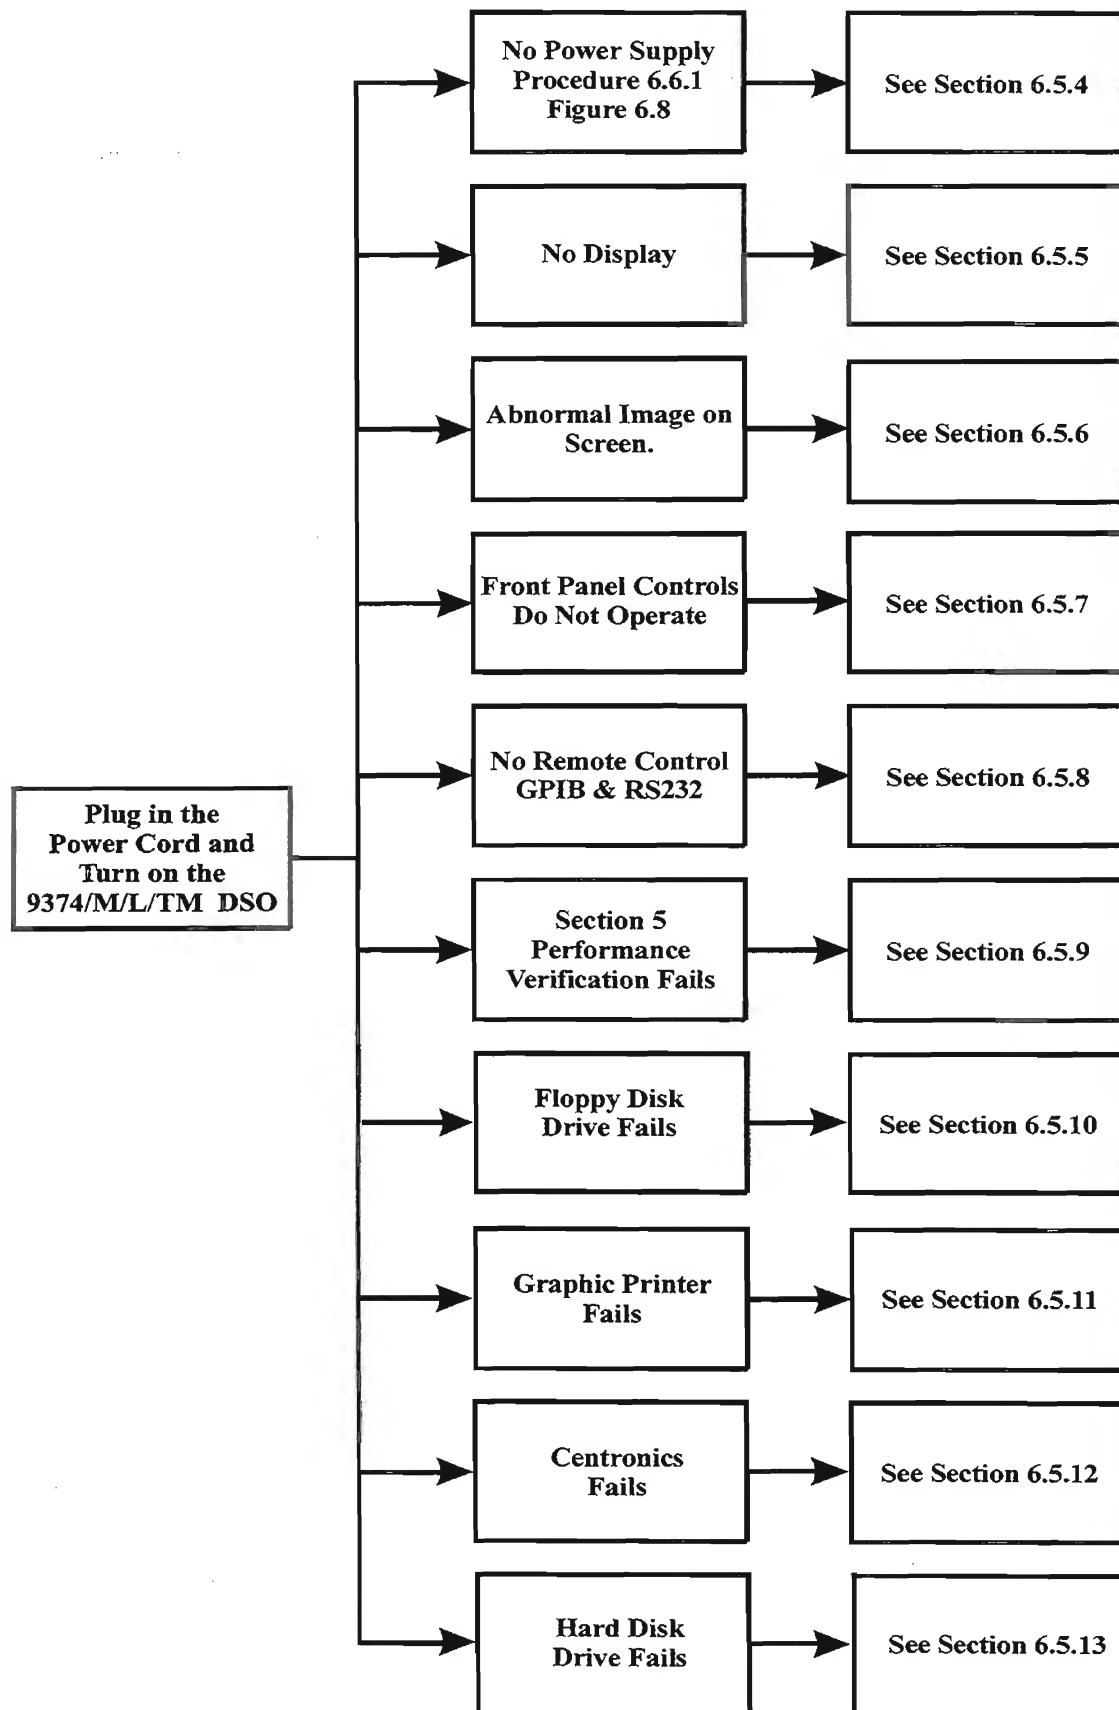 No Power Supply
Procedure 6.6.1
Figure 6.8
See Section 6.5.4
No Display
See Section 6.5.5
Abnormal Image on
Screen.
See Section 6.5.6
Front Panel Controls
Do Not Operate
See Section 6.5.7
No Remote Control
GPIB & RS232
See Section 6.5.8
Plug in the
Power Cord and
Turn on the
9374/M/L/TM DSO
Section 5
Performance
Verification Fails
See Section 6.5.9
Floppy Disk
Drive Fails
See Section 6.5.10
Graphic Printer
Fails
See Section 6.5.11
Centronics
Fails
See Section 6.5.12
Hard Disk
Drive Fails
See Section 6.5.13